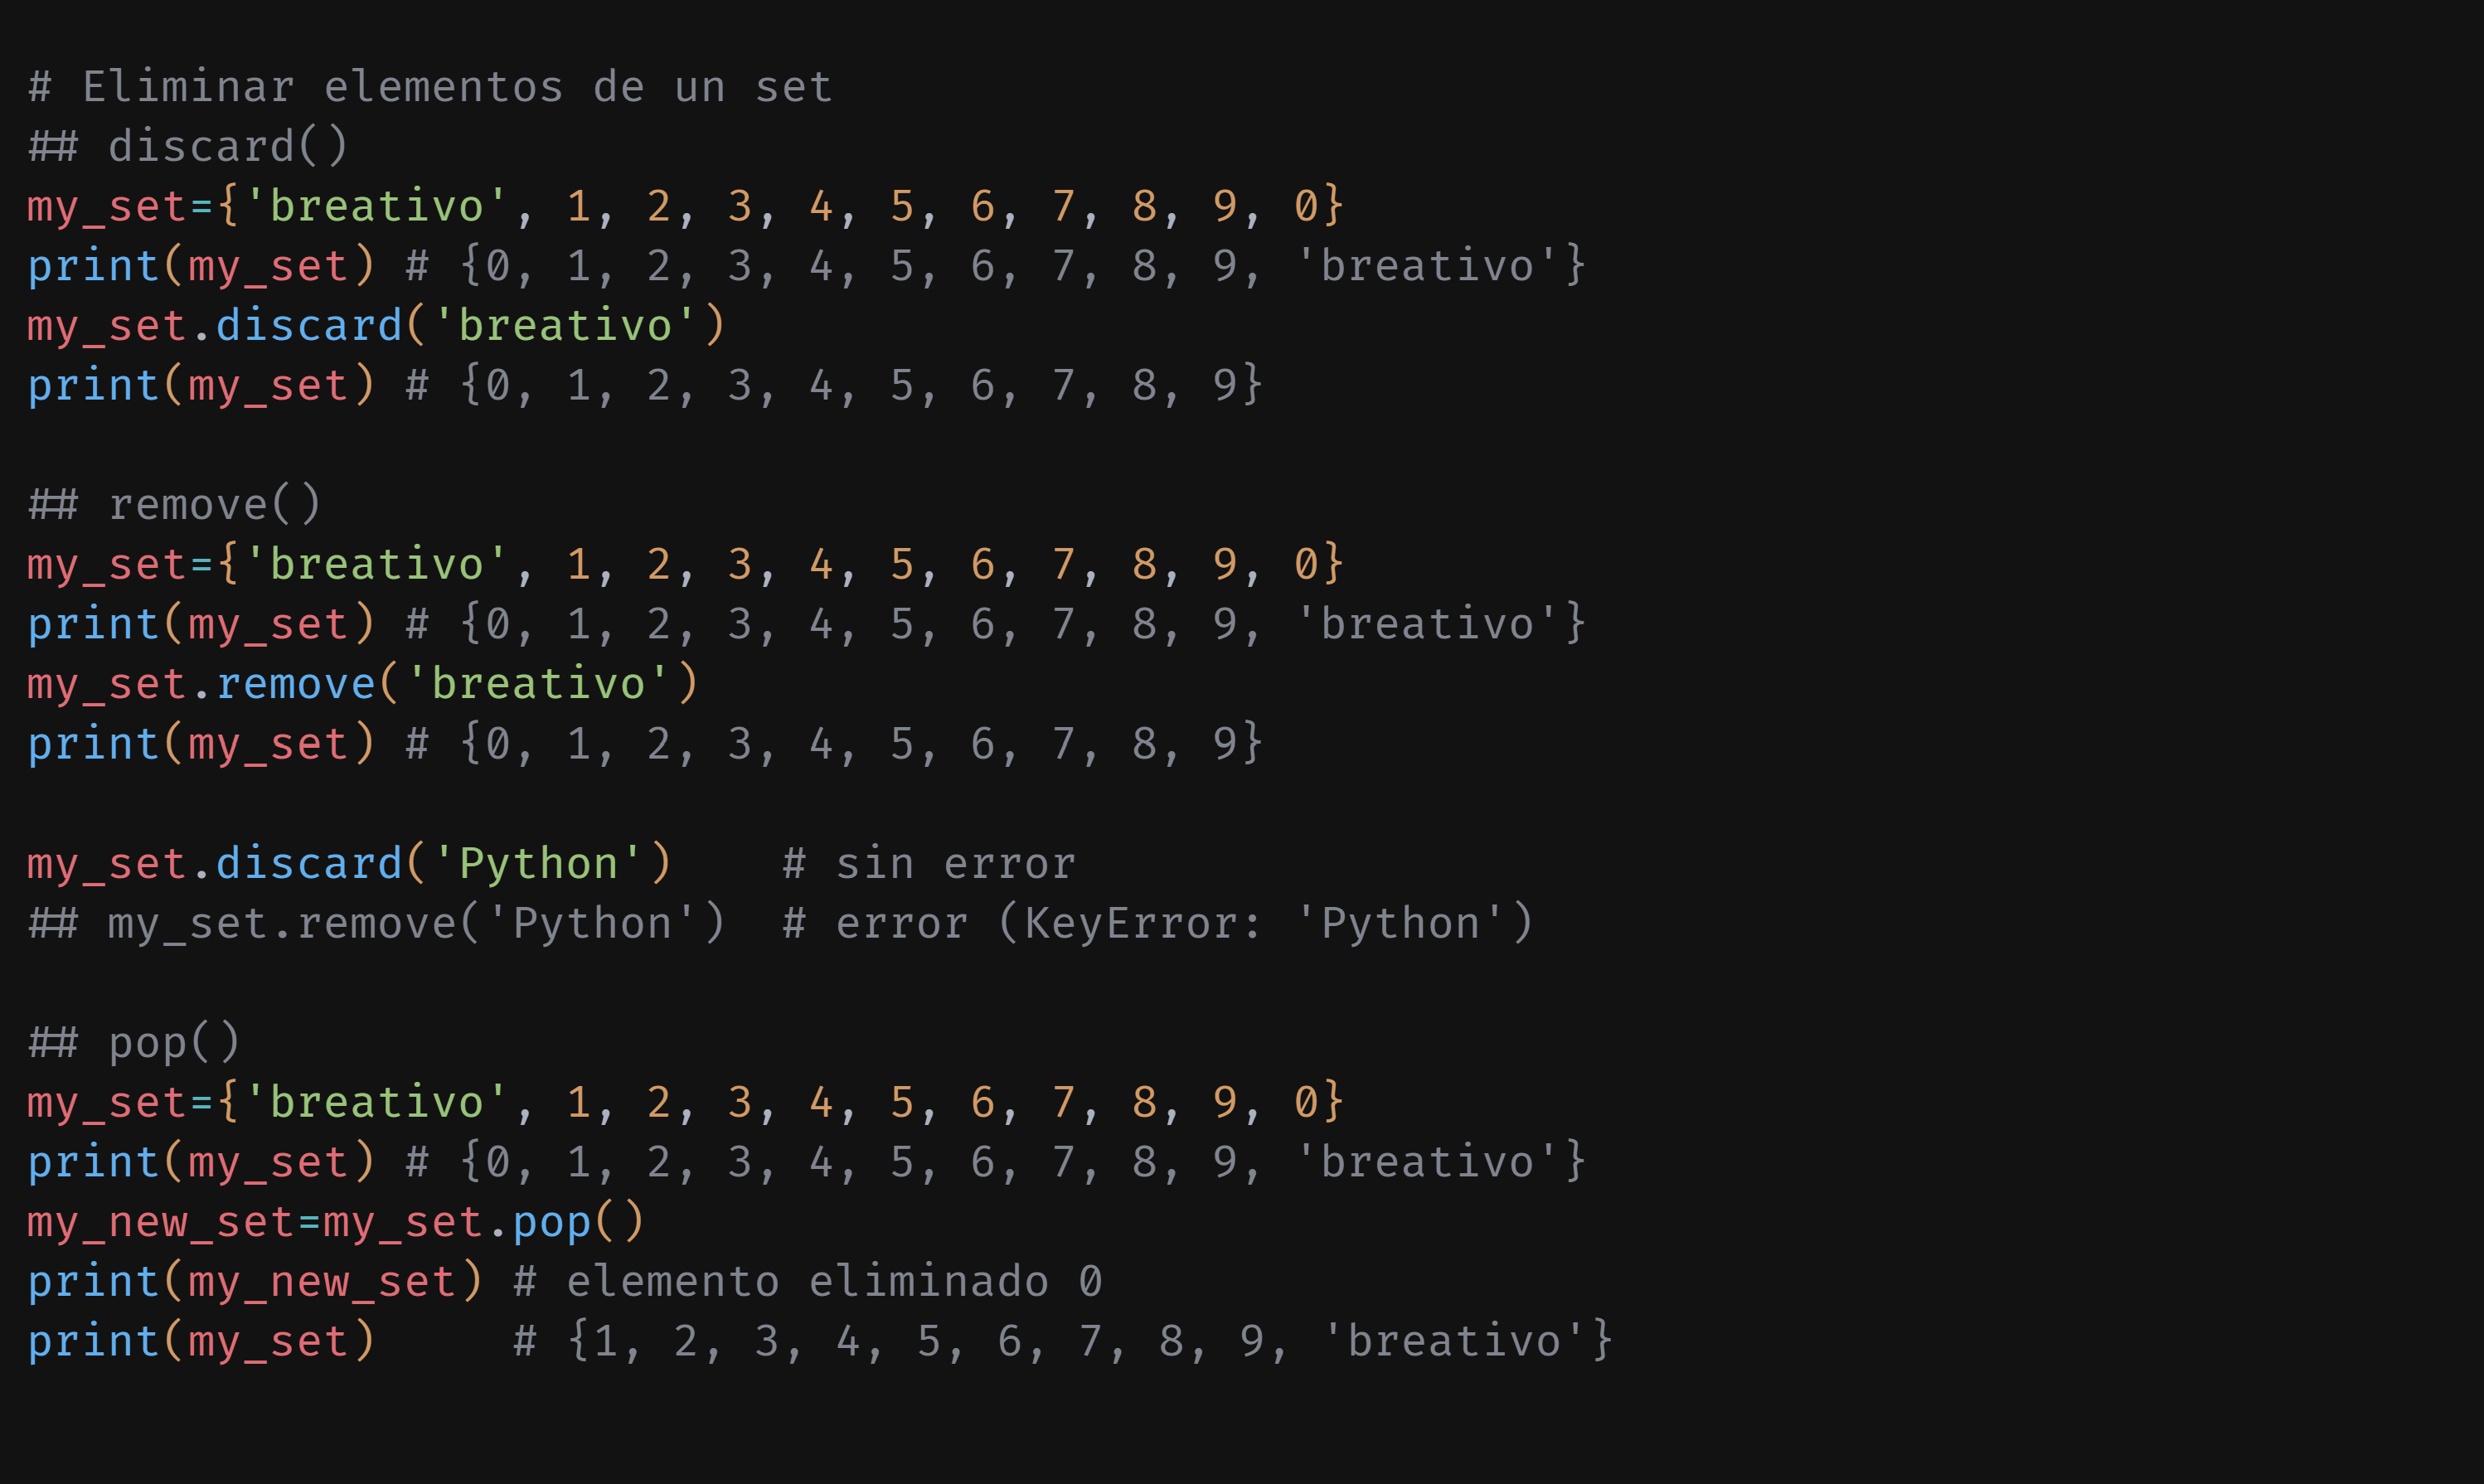 # Eliminar elementos de un set
## discard()
my_set={'breativo', 1, 2, 3, 4, 5, 6, 7, 8, 9, 0}
print(my_set) # {0, 1, 2, 3, 4, 5, 6, 7, 8, 9, 'breativo'}
my_set.discard('breativo')
print(my_set) # {0, 1, 2, 3, 4, 5, 6, 7, 8, 9}
## remove()
my_set={'breativo', 1, 2, 3, 4, 5, 6, 7, 8, 9, 0}
print(my_set) # {0, 1, 2, 3, 4, 5, 6, 7, 8, 9, 'breativo'}
my_set.remove('breativo')
print(my_set) # {0, 1, 2, 3, 4, 5, 6, 7, 8, 9}
my_set.discard('Python')    # sin error
## my_set.remove('Python')  # error (KeyError: 'Python')
## pop()
my_set={'breativo', 1, 2, 3, 4, 5, 6, 7, 8, 9, 0}
print(my_set) # {0, 1, 2, 3, 4, 5, 6, 7, 8, 9, 'breativo'}
my_new_set=my_set.pop()
print(my_new_set) # elemento eliminado 0
print(my_set)     # {1, 2, 3, 4, 5, 6, 7, 8, 9, 'breativo'}